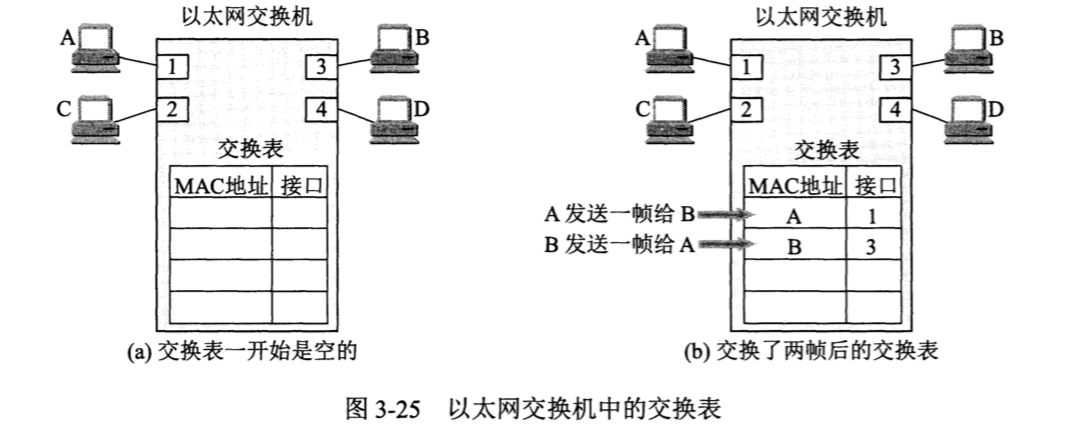 以太网交换机
A
B
1
3
C
D
2
4
交换表
MAC地址 接口
(a) 交换表一开始是空的
以太网交换机
A
B
1
3
C
D
2
4
交换表
MAC地址 接口
A 发送一帧给 B A 1
B 发送一帧给 A B 3
(b) 交换了两帧后的交换表
图 3-25 以太网交换机中的交换表